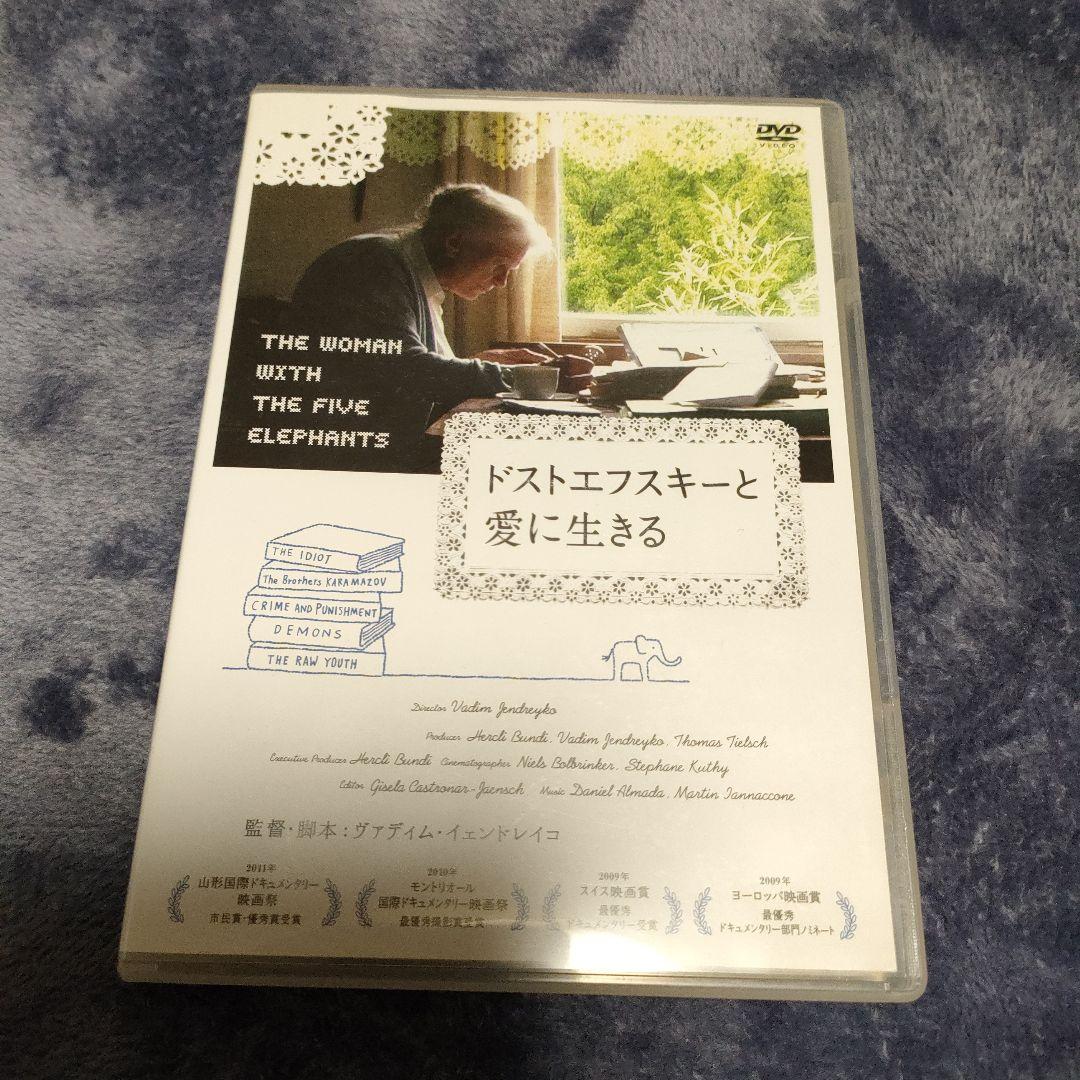 DVD
VIDEO
THE WOMAN
WITH
THE FIVE
ELEPHANTS
ドストエフスキーと
愛に生きる
THE IDIOT
The Brothers KARAMAZOV
CRIME AND PUNISHMENT
DEMONS
THE RAW YOUTH
Director Vadim Jendreyko
Producer Hercli Bundi, Vadim Jendreyko, Thomas Tielsch
Executive Producer Hercli Bundi Cinematographer Niels Bolbrinker, Stephane Kuthy
Editor Gisela Castronar-Jaensch Music Daniel Almada, Martin Iannaccone
監督・脚本：ヴァディム・イェンドレイコ
2011年
山形国際ドキュメンタリー
映画祭
市民賞・優秀賞受賞
2010年
モントリオール
国際ドキュメンタリー映画祭
最優秀撮影賞受賞
2009年
スイス映画賞
最優秀
ドキュメンタリー受賞
2009年
ヨーロッパ映画賞
最優秀
ドキュメンタリー部門ノミネート